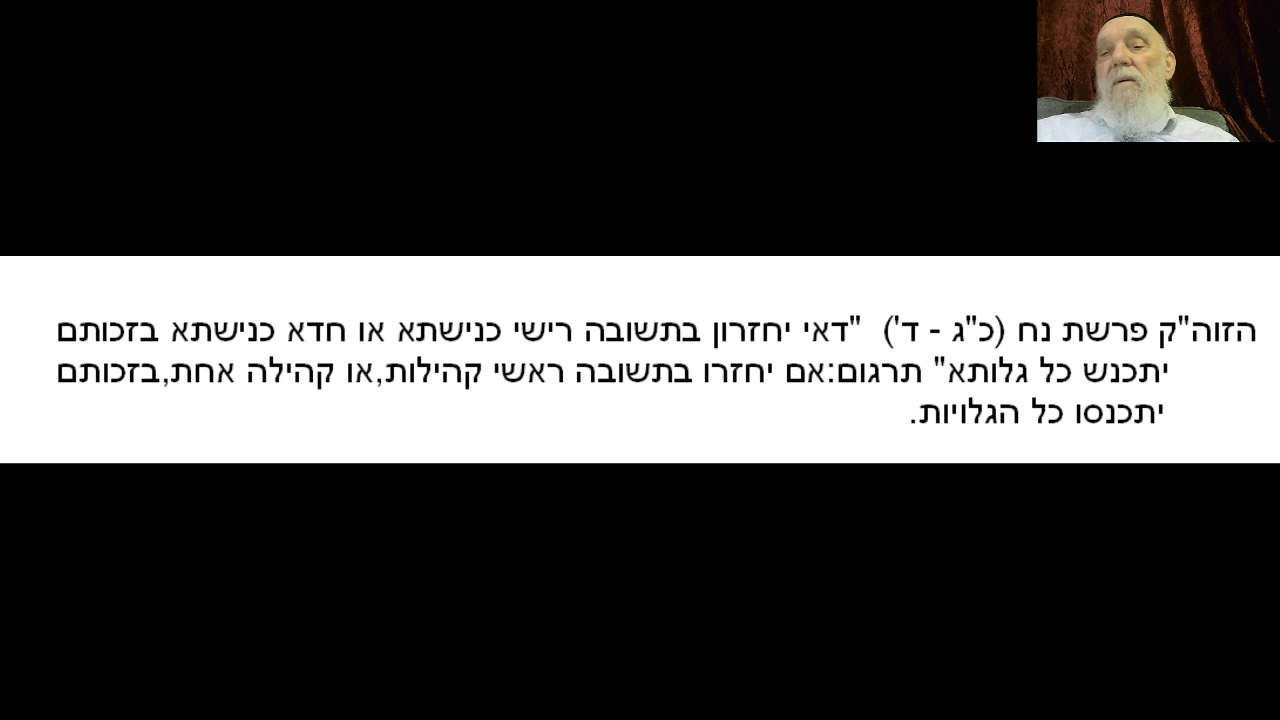 הזוה"ק פרשת נח (כ"ג - ד') "דאי יחזרון בתשובה רישי כנישתא או חדא כנישתא בזכותם
יתכנש כל גלותא" תרגום:אם יחזרו בתשובה ראשי קהילות,או קהילה אחת,בזכותם
יתכנסו כל הגלויות.